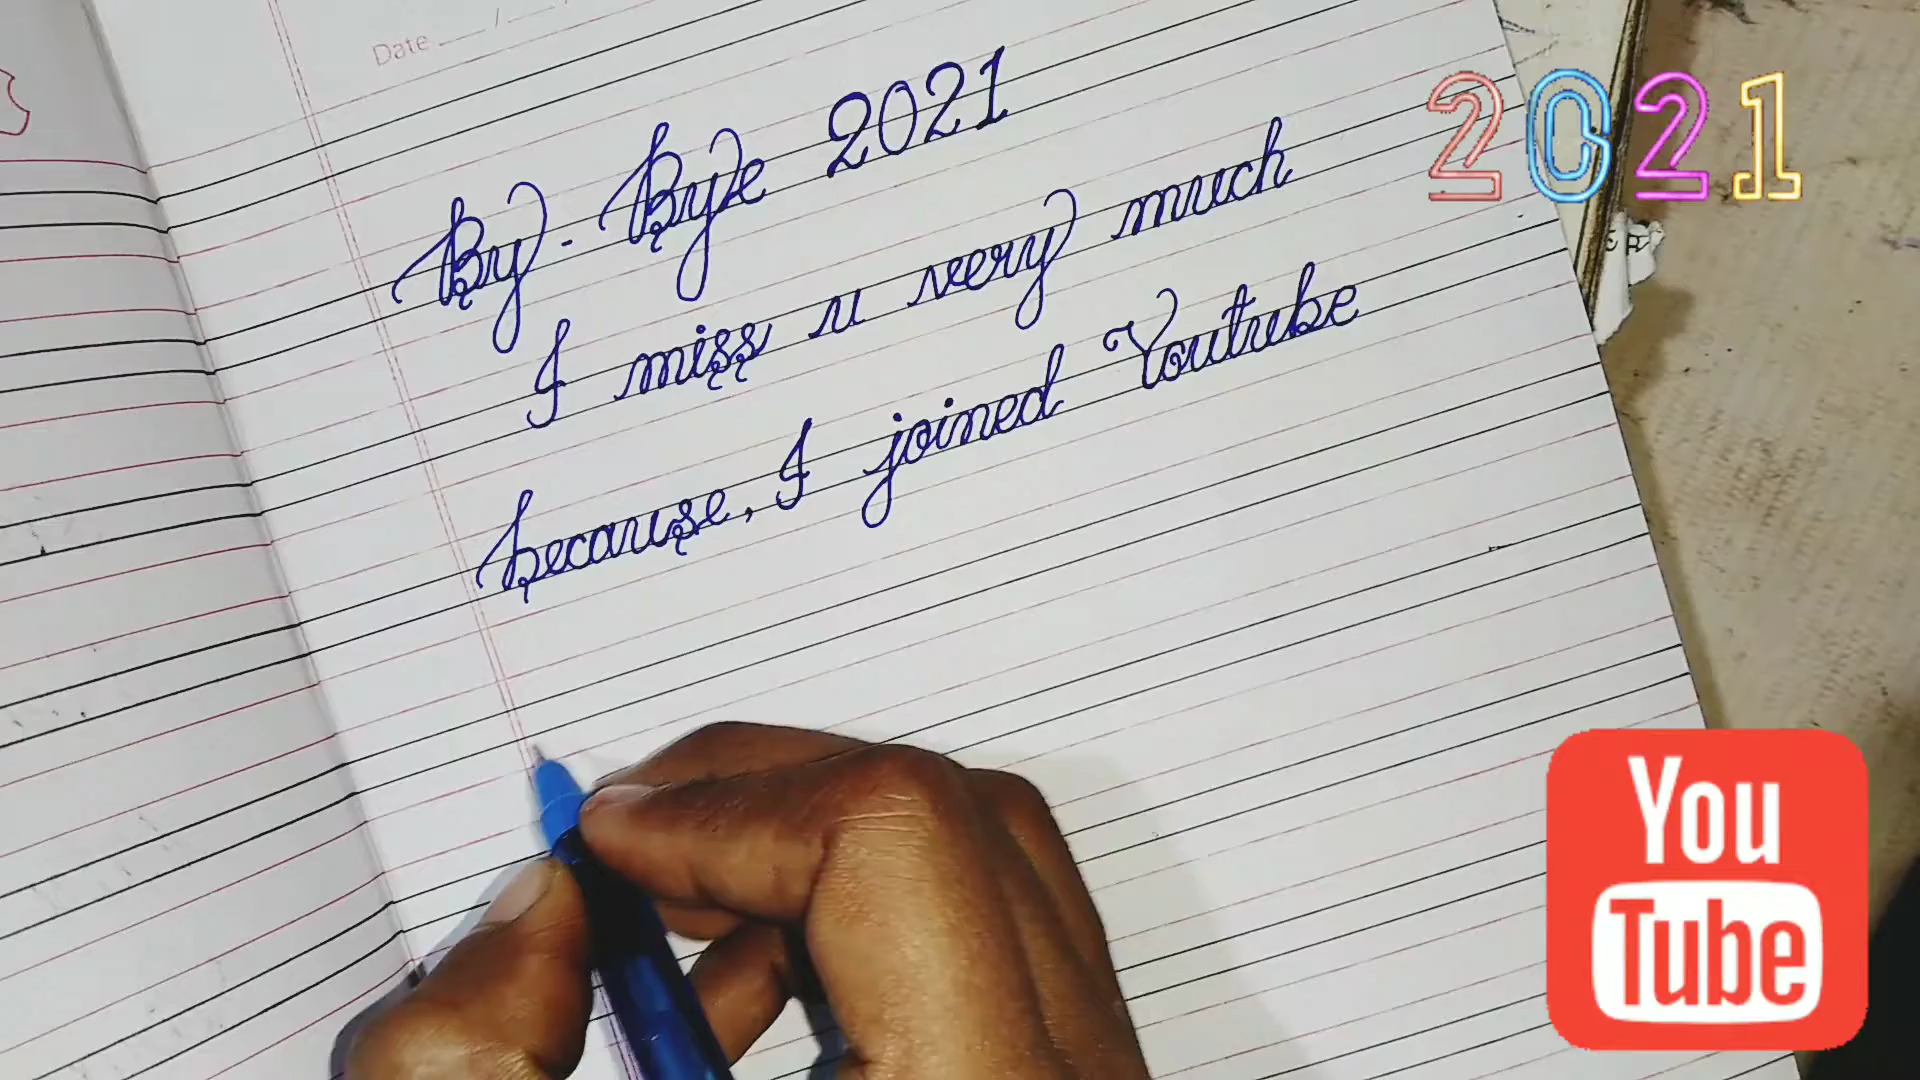 Date
By-Bye 2021
I miss u very much
because, I joined Youtube
2021
You
Tube